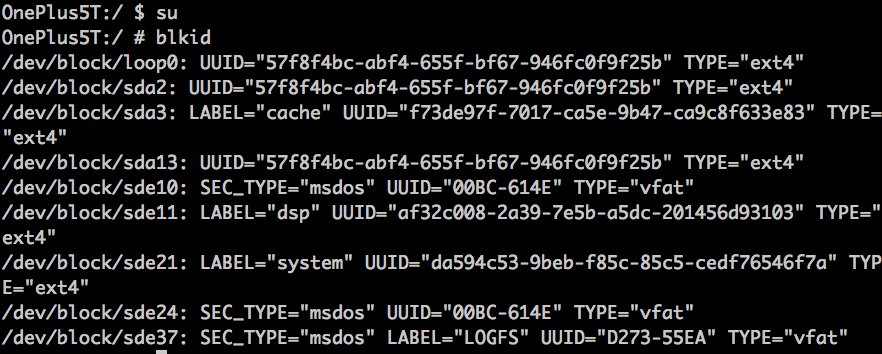 OnePlus5T:/ $ su
OnePlus5T:/ # blkid
/dev/block/loop0: UUID="57f8f4bc-abf4-655f-bf67-946fc0f9f25b" TYPE="ext4"
/dev/block/sda2: UUID="57f8f4bc-abf4-655f-bf67-946fc0f9f25b" TYPE="ext4"
/dev/block/sda3: LABEL="cache" UUID="f73de97f-7017-ca5e-9b47-ca9c8f633e83" TYPE=
"ext4"
/dev/block/sda13: UUID="57f8f4bc-abf4-655f-bf67-946fc0f9f25b" TYPE="ext4"
/dev/block/sde10: SEC_TYPE="msdos" UUID="00BC-614E" TYPE="vfat"
/dev/block/sde11: LABEL="dsp" UUID="af32c008-2a39-7e5b-a5dc-201456d93103" TYPE="
ext4"
/dev/block/sde21: LABEL="system" UUID="da594c53-9beb-f85c-85c5-cedf76546f7a" TYP
E="ext4"
/dev/block/sde24: SEC_TYPE="msdos" UUID="00BC-614E" TYPE="vfat"
/dev/block/sde37: SEC_TYPE="msdos" LABEL="LOGFS" UUID="D273-55EA" TYPE="vfat"